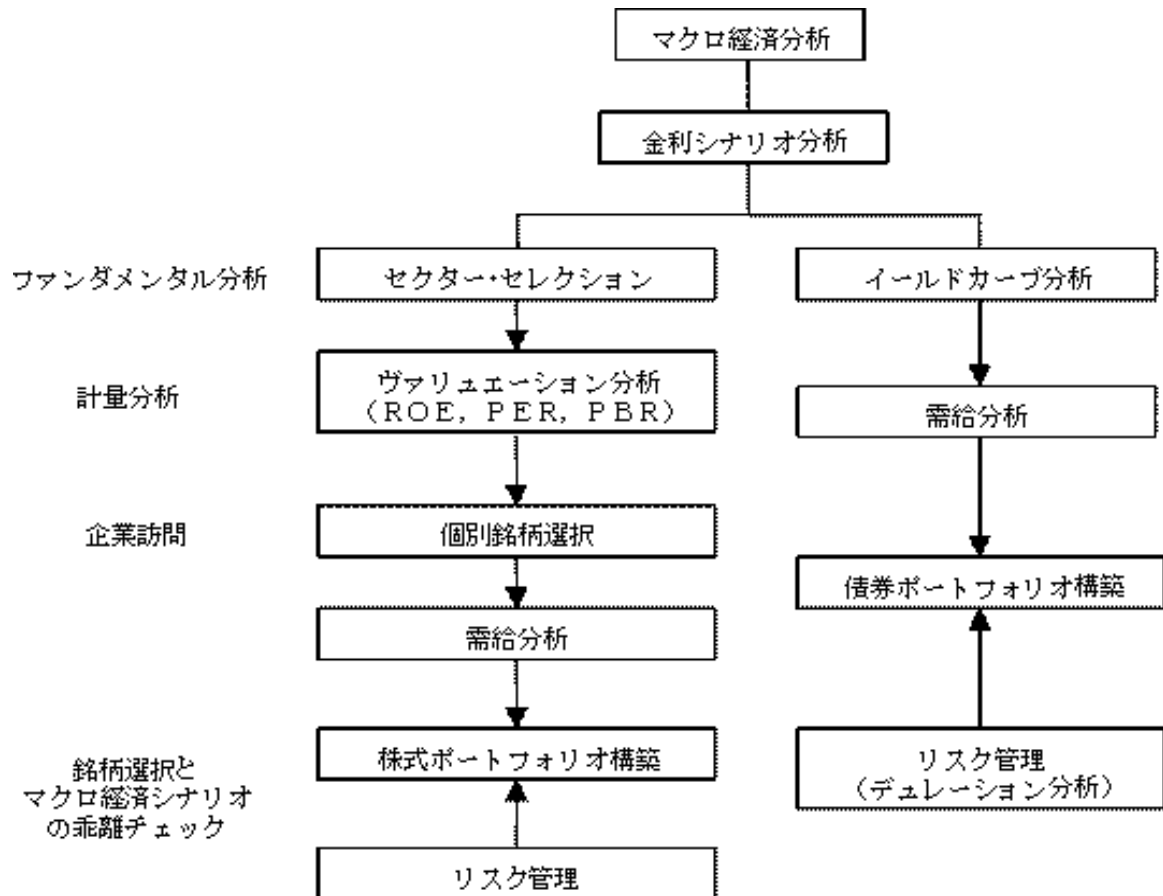 マクロ経済分析
金利シナリオ分析
ファンダメンタル分析
セクター・セレクション
イールドカーブ分析
計量分析
ヴァリュエーション分析
（ＲＯＥ，ＰＥＲ，ＰＢＲ）
需給分析
企業訪問
個別銘柄選択
債券ポートフォリオ構築
需給分析
銘柄選択と
マクロ経済シナリオ
の乖離チェック
株式ポートフォリオ構築
リスク管理
（デュレーション分析）
リスク管理